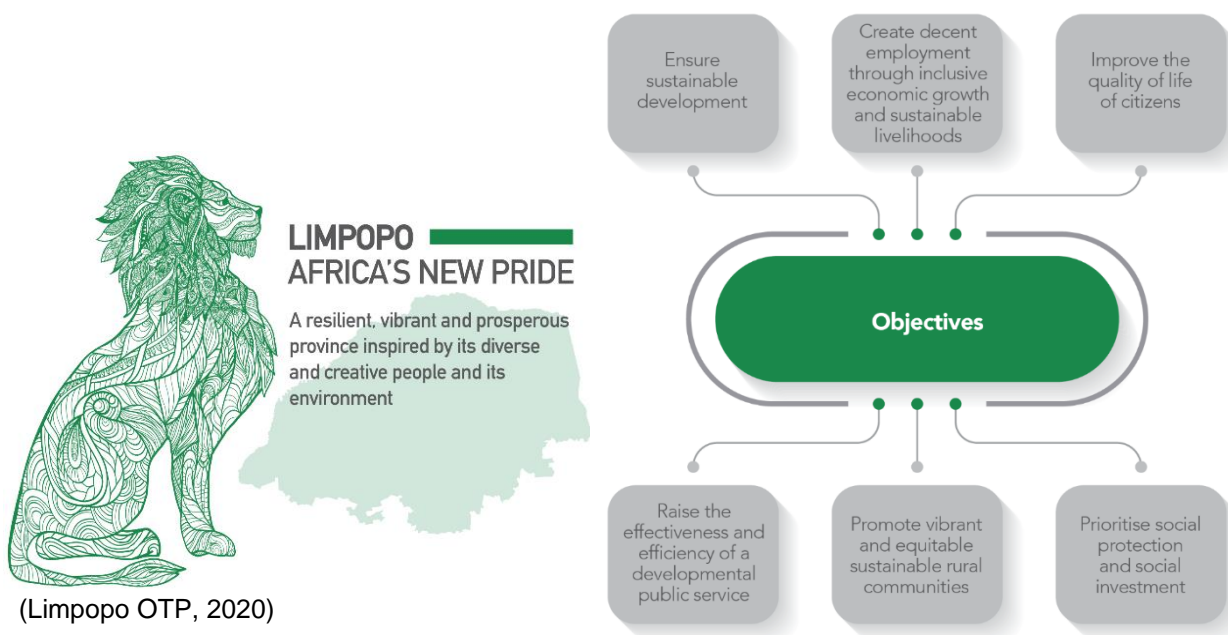 LIMPOPO
AFRICA'S NEW PRIDE
A resilient, vibrant and prosperous
province inspired by its diverse
and creative people and its
environment
(Limpopo OTP, 2020)
Ensure
sustainable
development
Create decent
employment
through inclusive
economic growth
and sustainable
livelihoods
Improve the
quality of life
of citizens
Objectives
Raise the
effectiveness and
efficiency of a
developmental
public service
Promote vibrant
and equitable
sustainable rural
communities
Prioritise social
protection
and social
investment